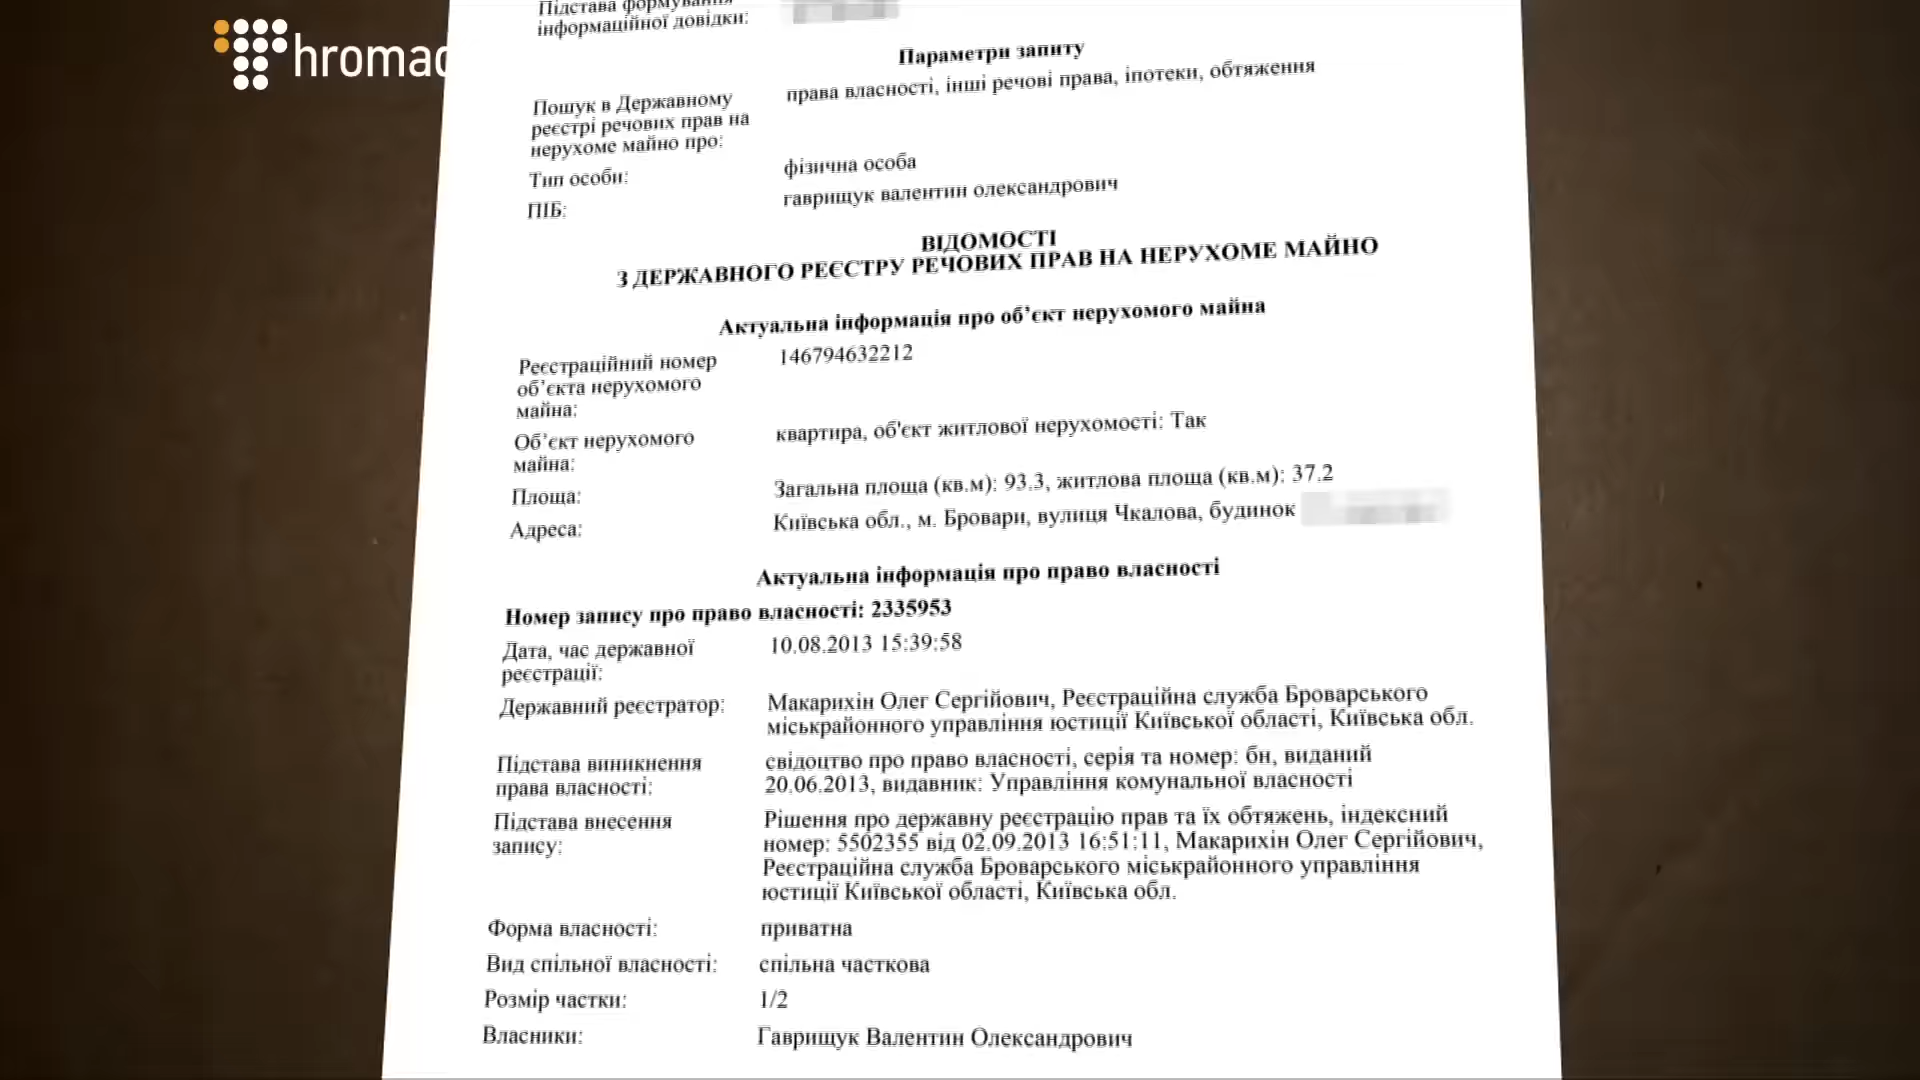 hromad
Підстава формування
інформаційної довідки:
Параметри запиту
Пошук в Державному
реєстрі речових прав на
нерухоме майно про:
права власності, інші речові права, іпотеки, обтяження
Тип особи:
фізична особа
ПІБ:
гаврищук валентин олександрович
ВІДОМОСТІ
З ДЕРЖАВНОГО РЕЄСТРУ РЕЧОВИХ ПРАВ НА НЕРУХОМЕ МАЙНО
Актуальна інформація про об’єкт нерухомого майна
Реєстраційний номер
об’єкта нерухомого
майна:
146794632212
Об’єкт нерухомого
майна:
квартира, об'єкт житлової нерухомості: Так
Площа:
Загальна площа (кв.м): 93.3, житлова площа (кв.м): 37.2
Адреса:
Київська обл., м. Бровари, вулиця Чкалова, будинок
Актуальна інформація про право власності
Номер запису про право власності: 2335953
Дата, час державної
реєстрації:
10.08.2013 15:39:58
Державний реєстратор:
Макарихін Олег Сергійович, Реєстраційна служба Броварського
міськрайонного управління юстиції Київської області, Київська обл.
Підстава виникнення
права власності:
свідоцтво про право власності, серія та номер: бн, виданий
20.06.2013, видавник: Управління комунальної власності
Підстава внесення
запису:
Рішення про державну реєстрацію прав та їх обтяжень, індексний
номер: 5502355 від 02.09.2013 16:51:11, Макарихін Олег Сергійович,
Реєстраційна служба Броварського міськрайонного управління
юстиції Київської області, Київська обл.
Форма власності:
приватна
Вид спільної власності:
спільна часткова
Розмір частки:
1/2
Власники:
Гаврищук Валентин Олександрович